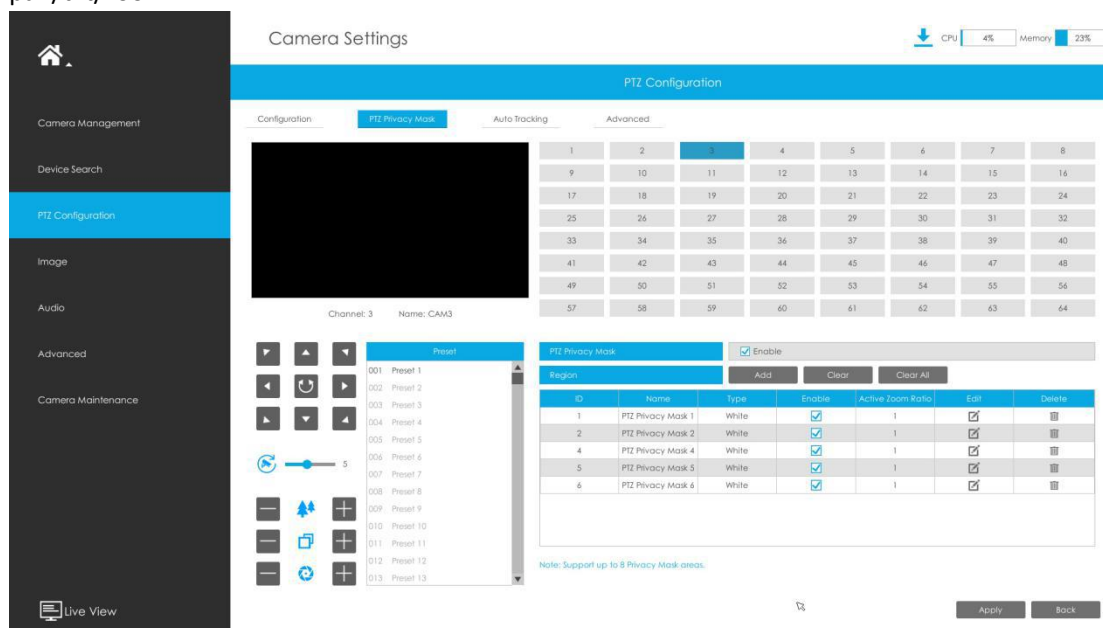 Camera Settings
CPU 4% Memory 23%
PTZ Configuration
Camera Management
Device Search
PTZ Configuration
Image
Audio
Advanced
Camera Maintenance
Live View
Configuration PTZ Privacy Mask Auto Tracking Advanced
1 2 3 4 5 6 7 8
9 10 11 12 13 14 15 16
17 18 19 20 21 22 23 24
25 26 27 28 29 30 31 32
33 34 35 36 37 38 39 40
41 42 43 44 45 46 47 48
49 50 51 52 53 54 55 56
57 58 59 60 61 62 63 64
Channel: 3 Name: CAM3
5
Preset
001 Preset 1
002 Preset 2
003 Preset 3
004 Preset 4
005 Preset 5
006 Preset 6
007 Preset 7
008 Preset 8
009 Preset 9
010 Preset 10
011 Preset 11
012 Preset 12
013 Preset 13
PTZ Privacy Mask Enable
Region Add Clear Clear All
ID Name Type Enable Active Zoom Ratio Edit Delete
1 PTZ Privacy Mask 1 White 1
2 PTZ Privacy Mask 2 White 1
4 PTZ Privacy Mask 4 White 1
5 PTZ Privacy Mask 5 White 1
6 PTZ Privacy Mask 6 White 1
Note: Support up to 8 Privacy Mask areas.
Apply Back